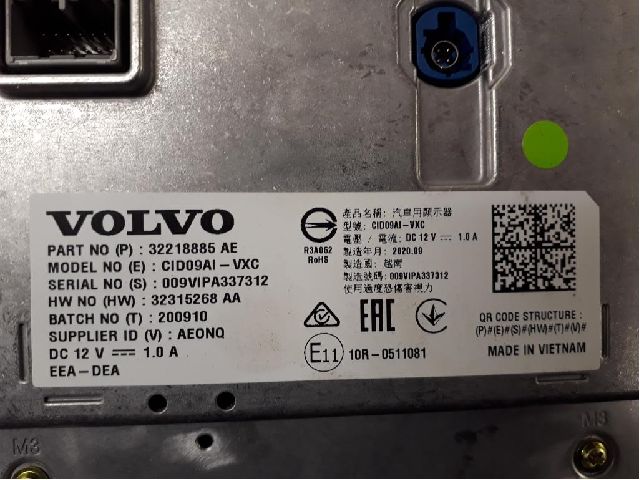 VOLVO
PART NO (P) : 32218885 AE
MODEL NO (E) : CID09AI-VXC
SERIAL NO (S) : 009VIPA337312
HW NO (HW) : 32315268 AA
BATCH NO (T) : 200910
SUPPLIER ID (V) : AEONQ
DC 12 V ⎓ 1.0 A
EEA-DEA
R3A052
RoHS
產品名稱: 汽車用顯示器
型號: CID09AI-VXC
電壓 / 電流: DC 12 V ⎓ 1.0 A
製造年月: 2020.09
製造國: 越南
製造號碼: 009VIPA337312
使用過度恐傷害視力
EAC
E11 10R-0511081
QR CODE STRUCTURE :
(P)#(E)#(S)#(HW)#(T)#(V)#
MADE IN VIETNAM
M3
M3